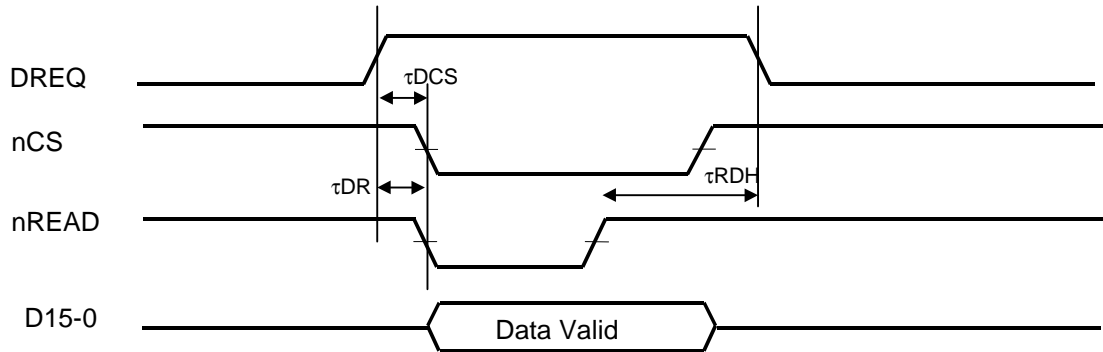 DREQ
τDCS
nCS
τDR
τRDH
nREAD
D15-0
Data Valid